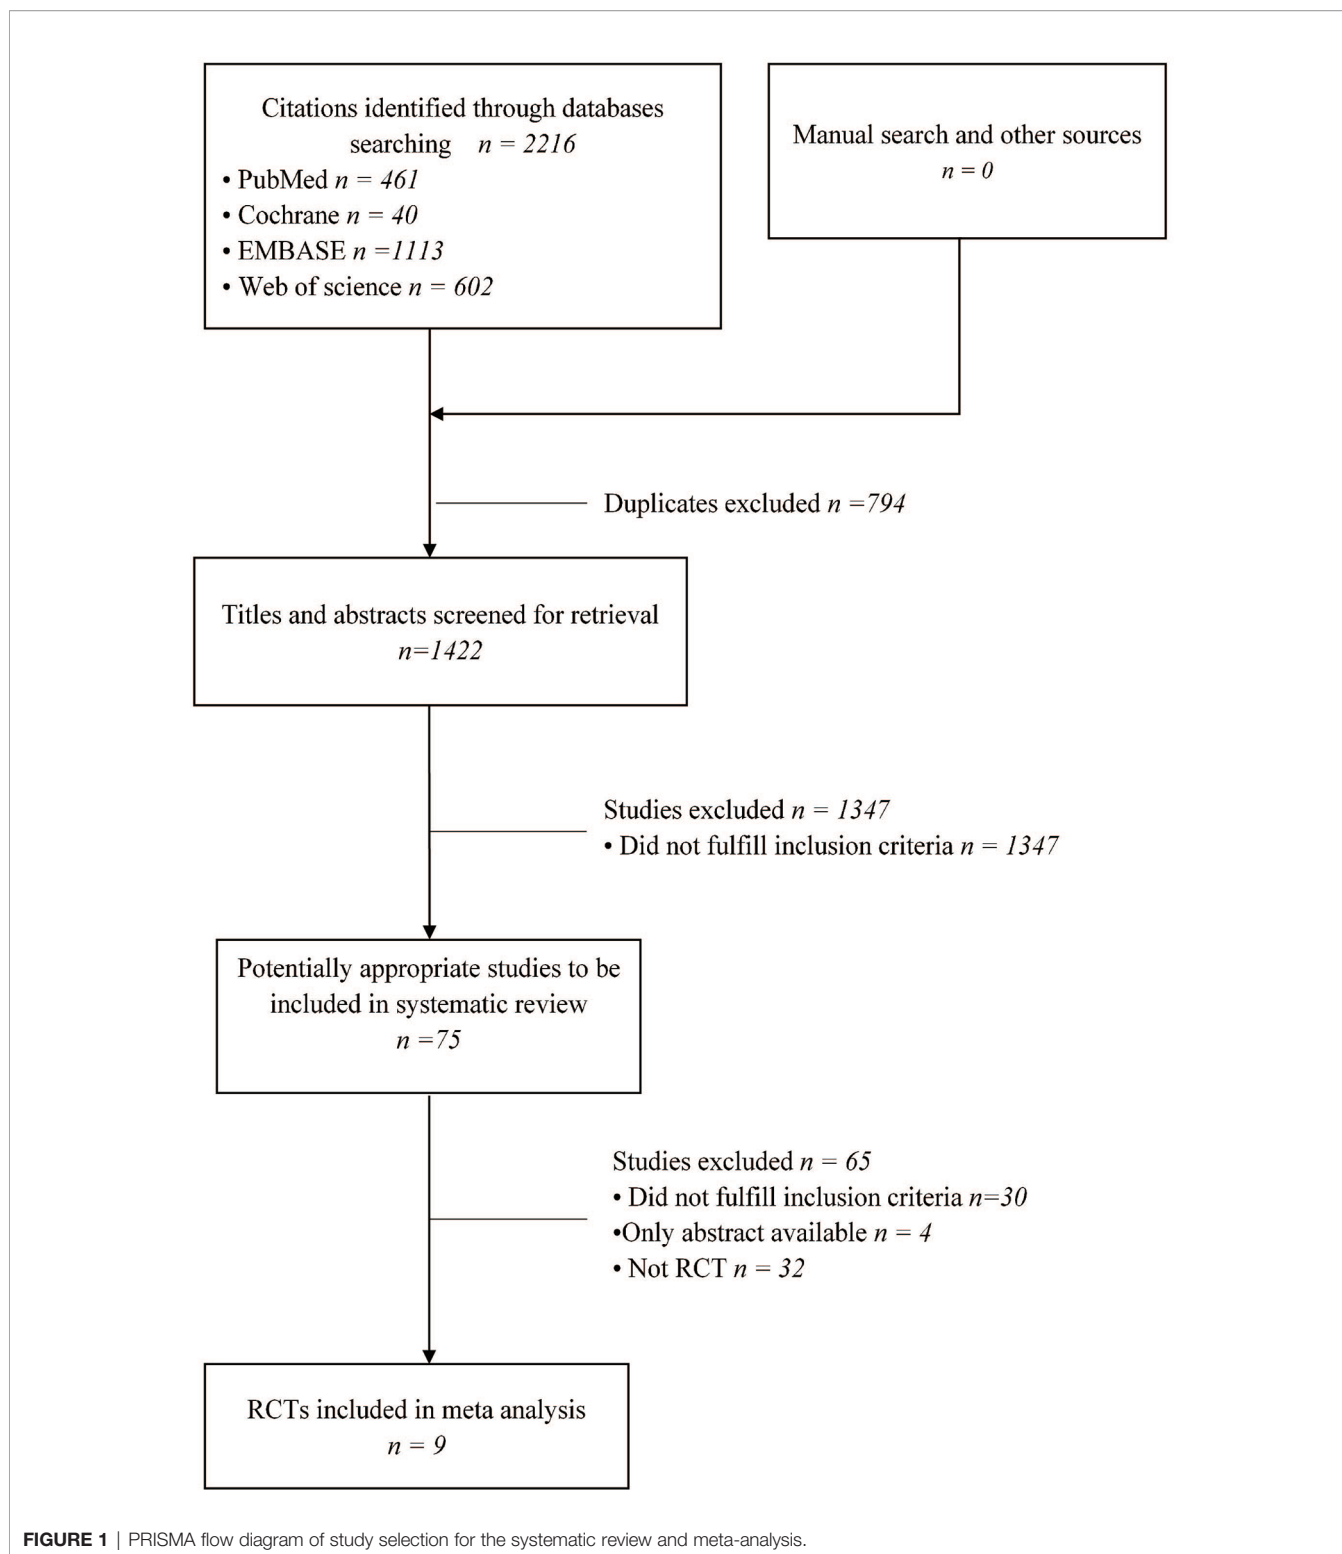 Citations identified through databases
searching n = 2216
• PubMed n = 461
• Cochrane n = 40
• EMBASE n =1113
• Web of science n = 602
Manual search and other sources
n = 0
Duplicates excluded n =794
Titles and abstracts screened for retrieval
n=1422
Studies excluded n = 1347
• Did not fulfill inclusion criteria n = 1347
Potentially appropriate studies to be
included in systematic review
n =75
Studies excluded n = 65
• Did not fulfill inclusion criteria n=30
•Only abstract available n = 4
• Not RCT n = 32
RCTs included in meta analysis
n = 9
FIGURE 1 | PRISMA flow diagram of study selection for the systematic review and meta-analysis.